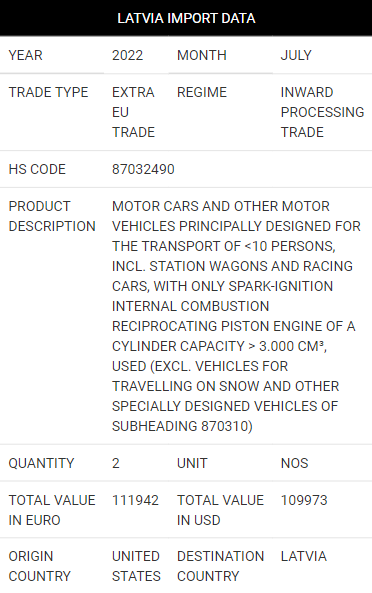 LATVIA IMPORT DATA
YEAR 2022 MONTH JULY
TRADE TYPE EXTRA EU TRADE REGIME INWARD PROCESSING TRADE
HS CODE 87032490
PRODUCT DESCRIPTION MOTOR CARS AND OTHER MOTOR
VEHICLES PRINCIPALLY DESIGNED FOR
THE TRANSPORT OF <10 PERSONS,
INCL. STATION WAGONS AND RACING
CARS, WITH ONLY SPARK-IGNITION
INTERNAL COMBUSTION
RECIPROCATING PISTON ENGINE OF A
CYLINDER CAPACITY > 3.000 CM³,
USED (EXCL. VEHICLES FOR
TRAVELLING ON SNOW AND OTHER
SPECIALLY DESIGNED VEHICLES OF
SUBHEADING 870310)
QUANTITY 2 UNIT NOS
TOTAL VALUE IN EURO 111942 TOTAL VALUE IN USD 109973
ORIGIN COUNTRY UNITED STATES DESTINATION COUNTRY LATVIA